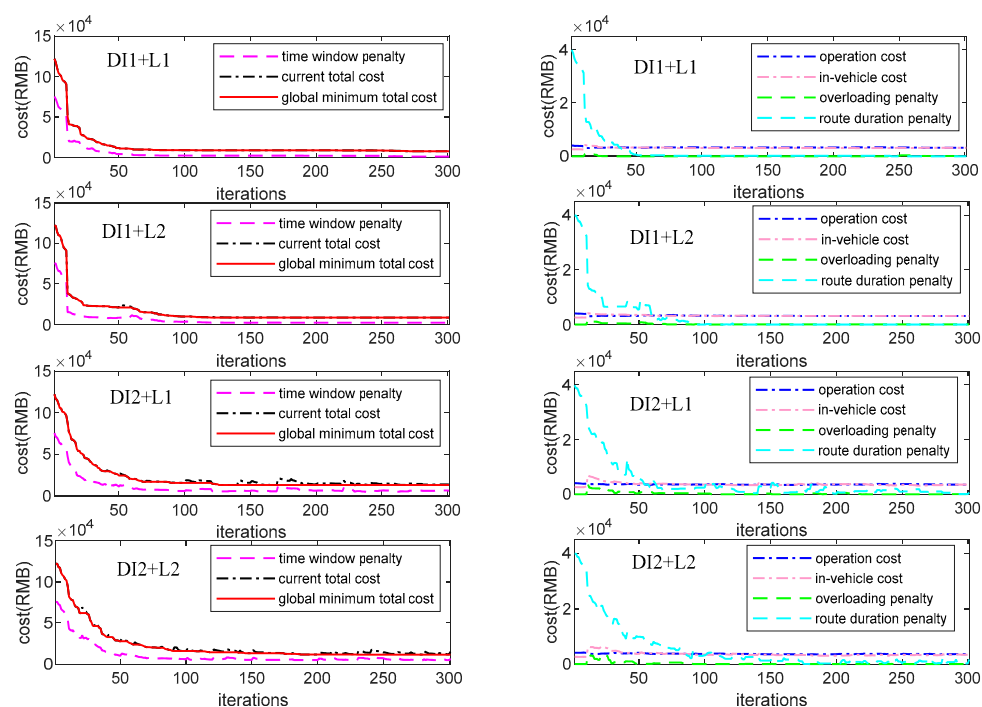 ×10⁴
15
10
5
0
cost(RMB)
DI1+L1
time window penalty
current total cost
global minimum total cost
50
100
150
200
250
300
iterations
×10⁴
4
2
0
cost(RMB)
DI1+L1
operation cost
in-vehicle cost
overloading penalty
route duration penalty
50
100
150
200
250
300
iterations
×10⁴
15
10
5
0
cost(RMB)
DI1+L2
time window penalty
current total cost
global minimum total cost
50
100
150
200
250
300
iterations
×10⁴
4
2
0
cost(RMB)
DI1+L2
operation cost
in-vehicle cost
overloading penalty
route duration penalty
50
100
150
200
250
300
iterations
×10⁴
15
10
5
0
cost(RMB)
DI2+L1
time window penalty
current total cost
global minimum total cost
50
100
150
200
250
300
iterations
×10⁴
4
2
0
cost(RMB)
DI2+L1
operation cost
in-vehicle cost
overloading penalty
route duration penalty
50
100
150
200
250
300
iterations
×10⁴
15
10
5
0
cost(RMB)
DI2+L2
time window penalty
current total cost
global minimum total cost
50
100
150
200
250
300
iterations
×10⁴
4
2
0
cost(RMB)
DI2+L2
operation cost
in-vehicle cost
overloading penalty
route duration penalty
50
100
150
200
250
300
iterations